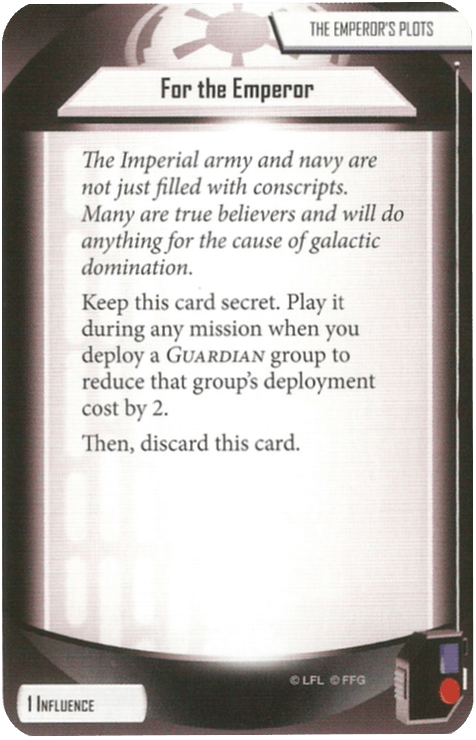 THE EMPEROR'S PLOTS
For the Emperor
The Imperial army and navy are
not just filled with conscripts.
Many are true believers and will do
anything for the cause of galactic
domination.
Keep this card secret. Play it
during any mission when you
deploy a GUARDIAN group to
reduce that group's deployment
cost by 2.
Then, discard this card.
© LFL © FFG
1 INFLUENCE